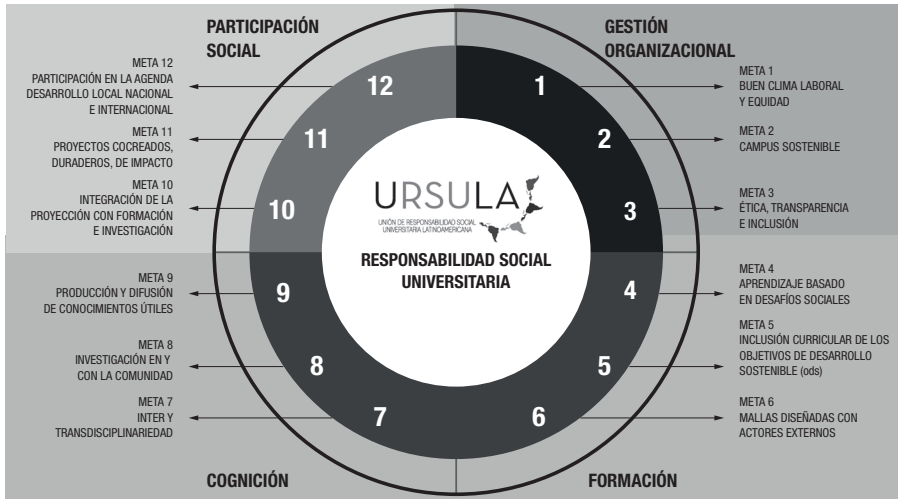 PARTICIPACIÓN
SOCIAL
META 12
PARTICIPACIÓN EN LA AGENDA
DESARROLLO LOCAL NACIONAL
E INTERNACIONAL
META 11
PROYECTOS COCREADOS,
DURADEROS, DE IMPACTO
META 10
INTEGRACIÓN DE LA
PROYECCIÓN CON FORMACIÓN
E INVESTIGACIÓN
12
11
10
GESTIÓN
ORGANIZACIONAL
1
2
3
META 1
BUEN CLIMA LABORAL
Y EQUIDAD
META 2
CAMPUS SOSTENIBLE
META 3
ÉTICA, TRANSPARENCIA
E INCLUSIÓN
URSULA
UNIÓN DE RESPONSABILIDAD SOCIAL
UNIVERSITARIA LATINOAMERICANA
RESPONSABILIDAD SOCIAL
UNIVERSITARIA
META 9
PRODUCCIÓN Y DIFUSIÓN
DE CONOCIMIENTOS ÚTILES
META 8
INVESTIGACIÓN EN Y
CON LA COMUNIDAD
META 7
INTER Y
TRANSDISCIPLINARIEDAD
9
8
7
COGNICIÓN
4
5
6
META 4
APRENDIZAJE BASADO
EN DESAFÍOS SOCIALES
META 5
INCLUSIÓN CURRICULAR DE LOS
OBJETIVOS DE DESARROLLO
SOSTENIBLE (ods)
META 6
MALLAS DISEÑADAS CON
ACTORES EXTERNOS
FORMACIÓN